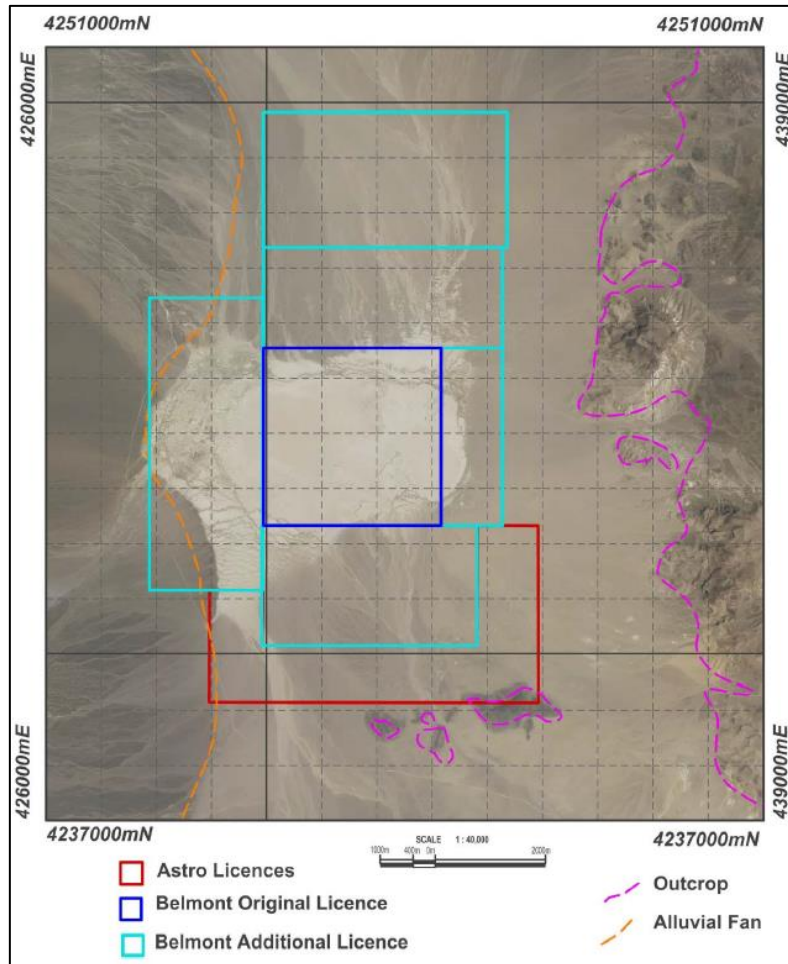 4251000mN 4251000mN
426000mE 439000mE
426000mE 439000mE
4237000mN 4237000mN
SCALE 1 : 40,000
1000m 400m 0m 2000m
Astro Licences
Belmont Original Licence
Belmont Additional Licence
Outcrop
Alluvial Fan